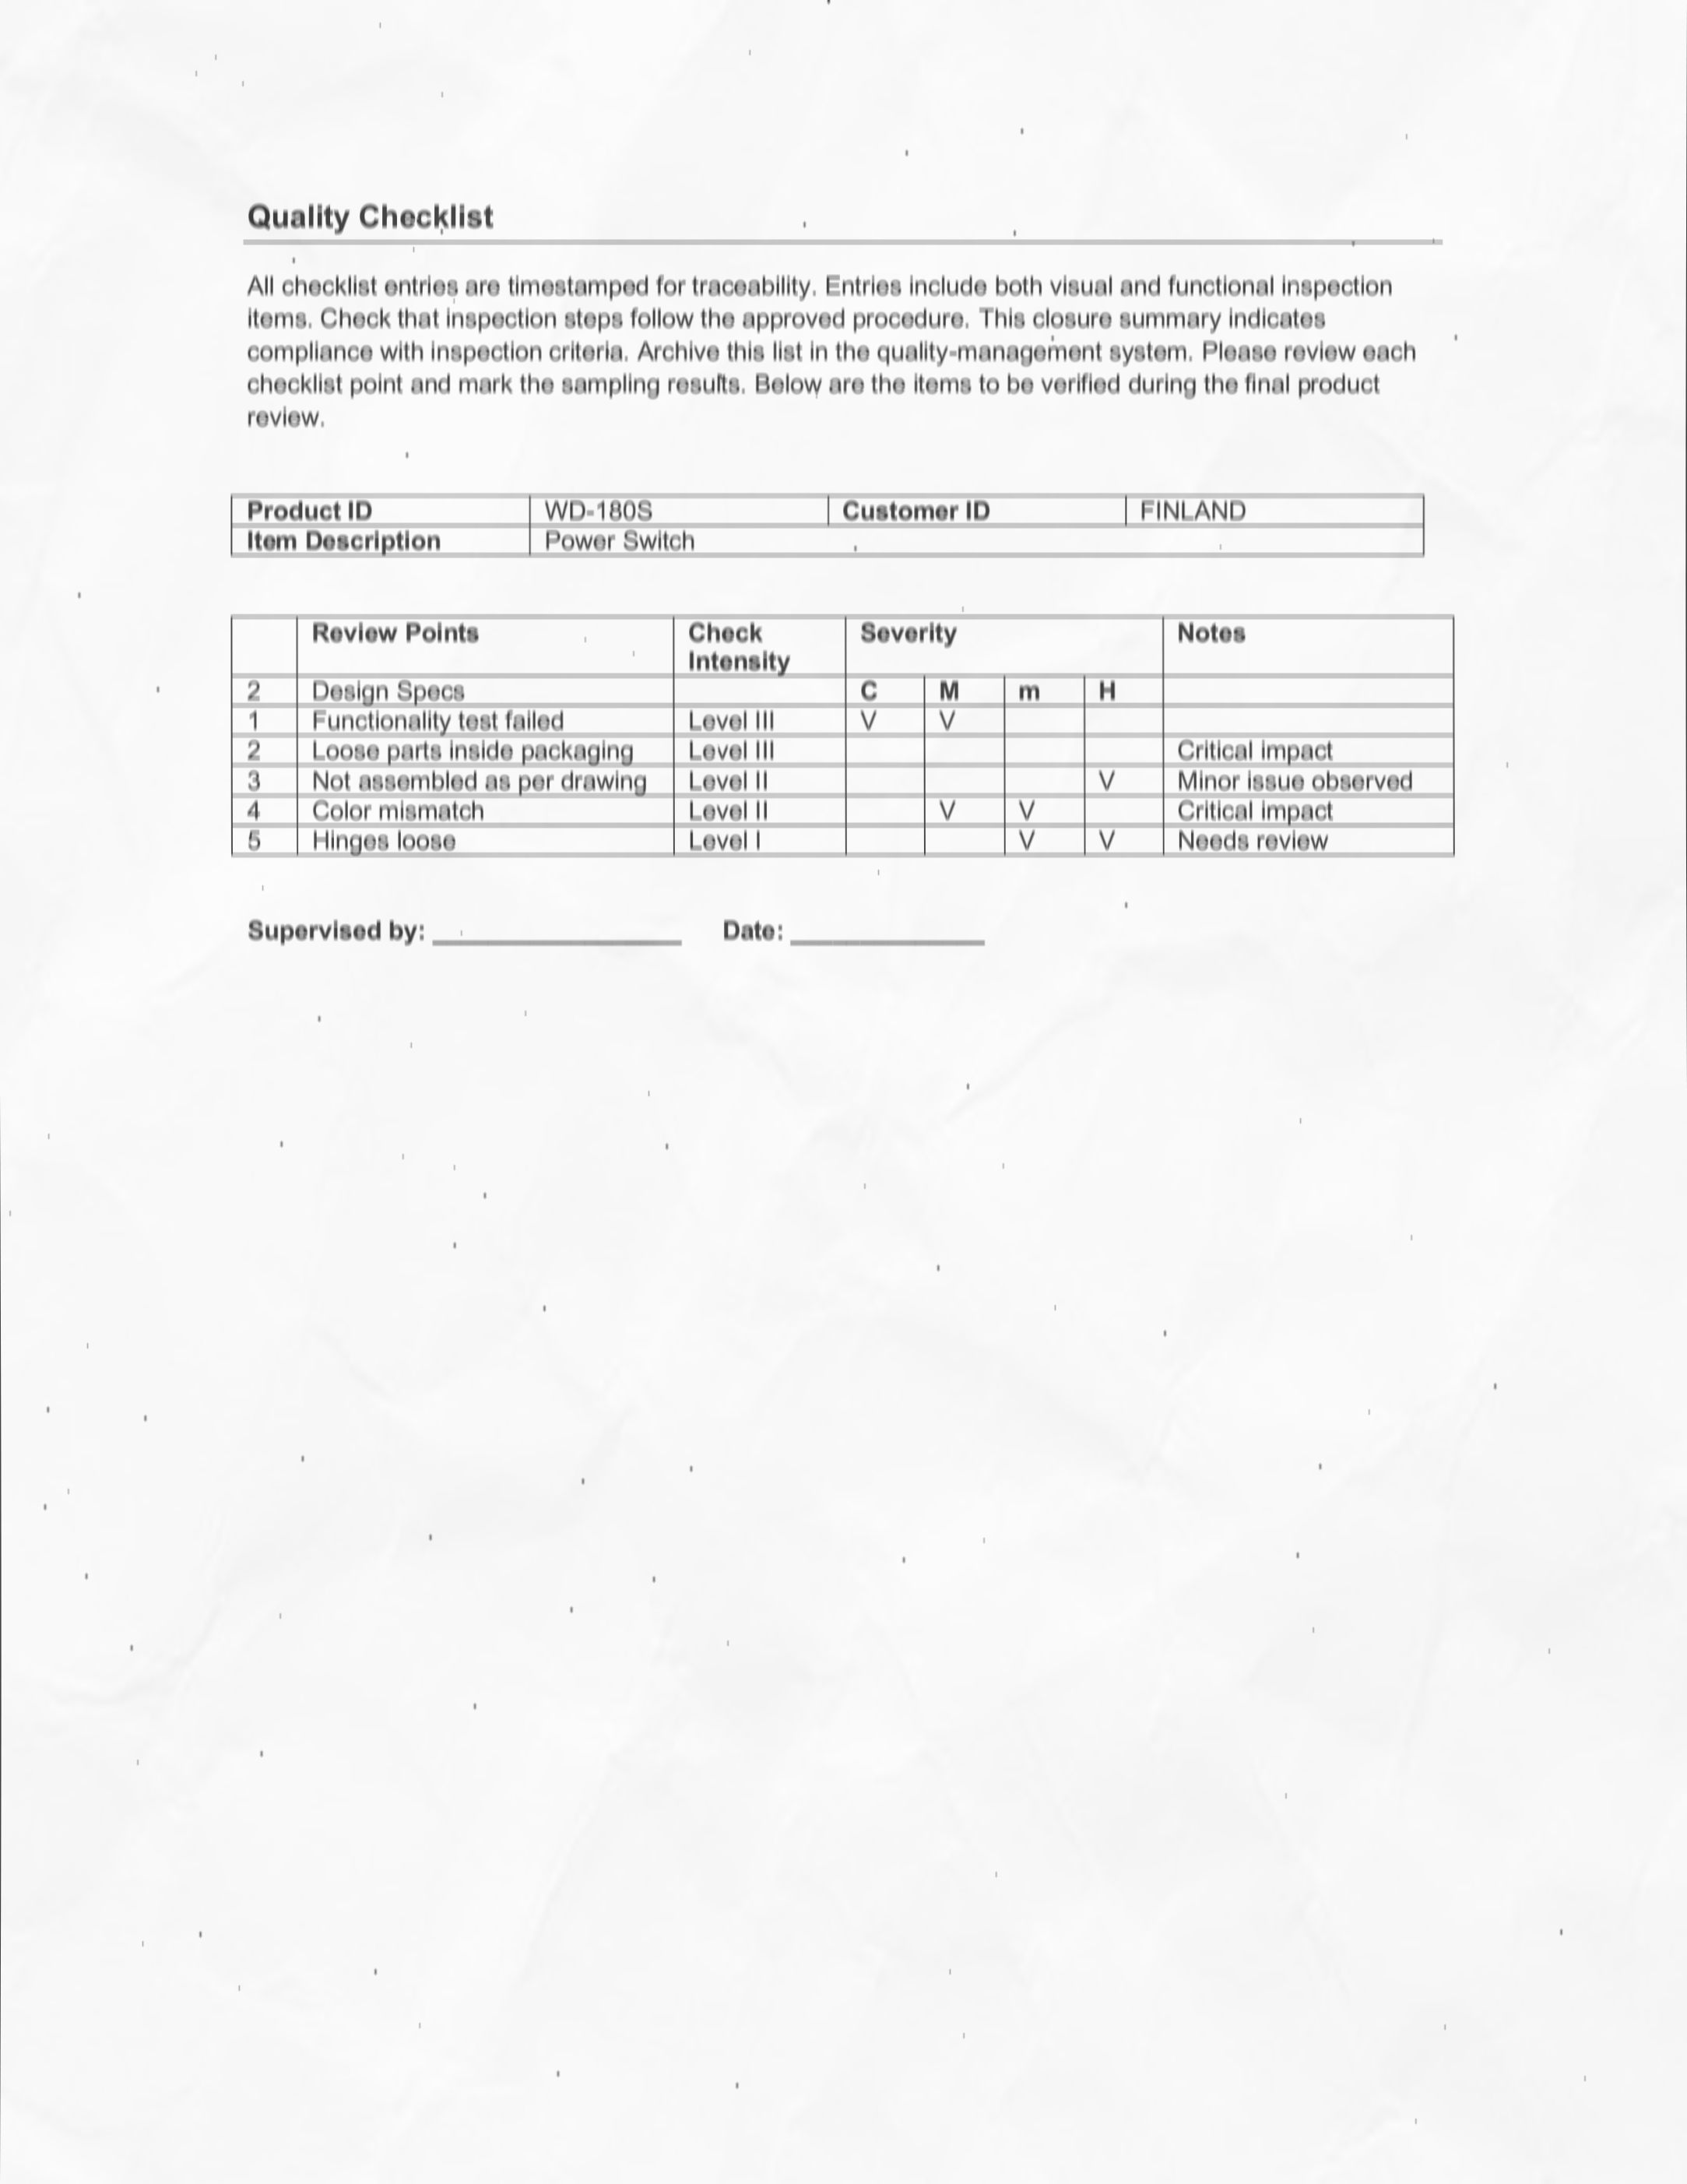 Quality Checklist
All checklist entries are timestamped for traceability. Entries include both visual and functional inspection
items. Check that inspection steps follow the approved procedure. This closure summary indicates
compliance with inspection criteria. Archive this list in the quality-management system. Please review each
checklist point and mark the sampling results. Below are the items to be verified during the final product
review.
Product ID WD-180S Customer ID FINLAND
Item Description Power Switch
Review Points Check Intensity Severity Notes
2 Design Specs C M m H
1 Functionality test failed Level III V V
2 Loose parts inside packaging Level III Critical impact
3 Not assembled as per drawing Level II V Minor issue observed
4 Color mismatch Level II V V Critical impact
5 Hinges loose Level I V V Needs review
Supervised by: Date: